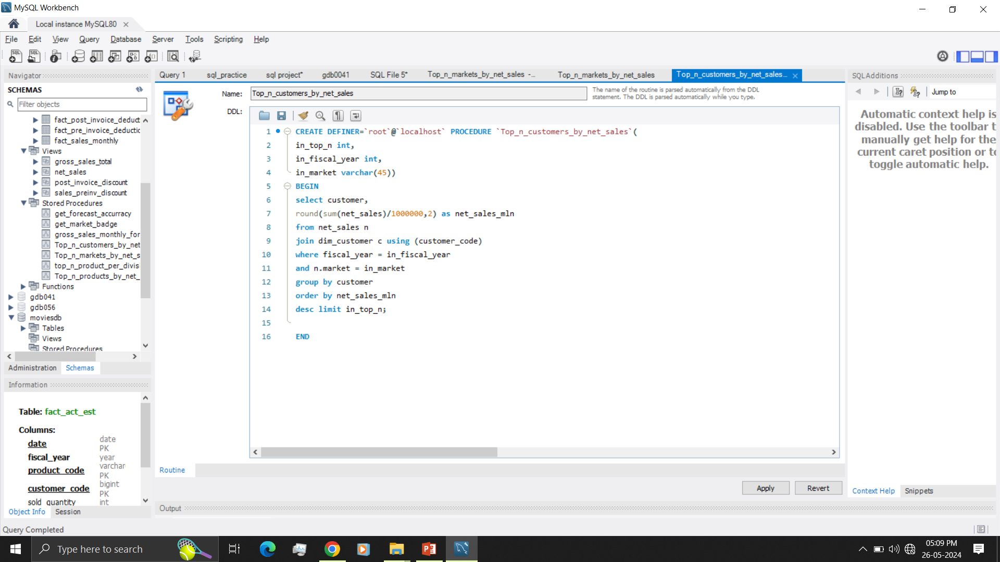 MySQL Workbench
Local instance MySQL80
File Edit View Query Database Server Tools Scripting Help
Navigator
SCHEMAS
Filter objects
fact_post_invoice_deduct
fact_pre_invoice_deductic
fact_sales_monthly
Views
gross_sales_total
net_sales
post_invoice_discount
sales_preinv_discount
Stored Procedures
get_forecast_accurracy
get_market_badge
gross_sales_monthly_for
Top_n_customers_by_net
Top_n_markets_by_net_s
top_n_product_per_divisi
Top_n_products_by_net_
Functions
gdb041
gdb056
moviesdb
Tables
Views
Stored Procedures
Administration Schemas
Information
Table: fact_act_est
Columns:
date date PK
fiscal_year year
product_code varchar PK
customer_code bigint PK
sold_quantity int
Object Info Session
Query Completed
Query 1 sql_practice sql project* gdb0041 SQL File 5* Top_n_markets_by_net_sales -... Top_n_markets_by_net_sales Top_n_customers_by_net_sales...
Name: Top_n_customers_by_net_sales
The name of the routine is parsed automatically from the DDL
statement. The DDL is parsed automatically while you type.
DDL:
1 CREATE DEFINER=`root`@`localhost` PROCEDURE `Top_n_customers_by_net_sales`(
2 in_top_n int,
3 in_fiscal_year int,
4 in_market varchar(45))
5 BEGIN
6 select customer,
7 round(sum(net_sales)/1000000,2) as net_sales_mln
8 from net_sales n
9 join dim_customer c using (customer_code)
10 where fiscal_year = in_fiscal_year
11 and n.market = in_market
12 group by customer
13 order by net_sales_mln
14 desc limit in_top_n;
15
16 END
Routine
Apply Revert
Output
SQLAdditions
Jump to
Automatic context help is
disabled. Use the toolbar t
manually get help for the
current caret position or to
toggle automatic help.
Context Help Snippets
Type here to search
05:09 PM
26-05-2024